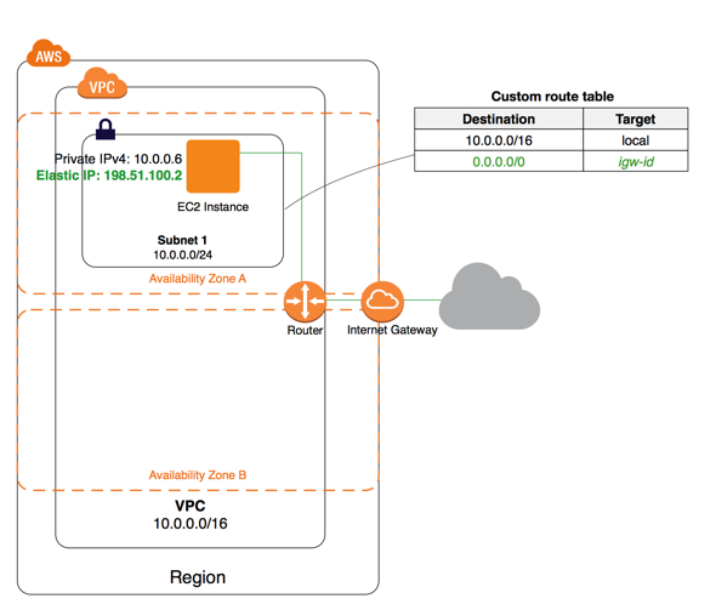 AWS
VPC
Custom route table
Destination Target
10.0.0.0/16 local
0.0.0.0/0 igw-id
Private IPv4: 10.0.0.6
Elastic IP: 198.51.100.2
EC2 Instance
Subnet 1
10.0.0.0/24
Availability Zone A
Router
Internet Gateway
Availability Zone B
VPC
10.0.0.0/16
Region